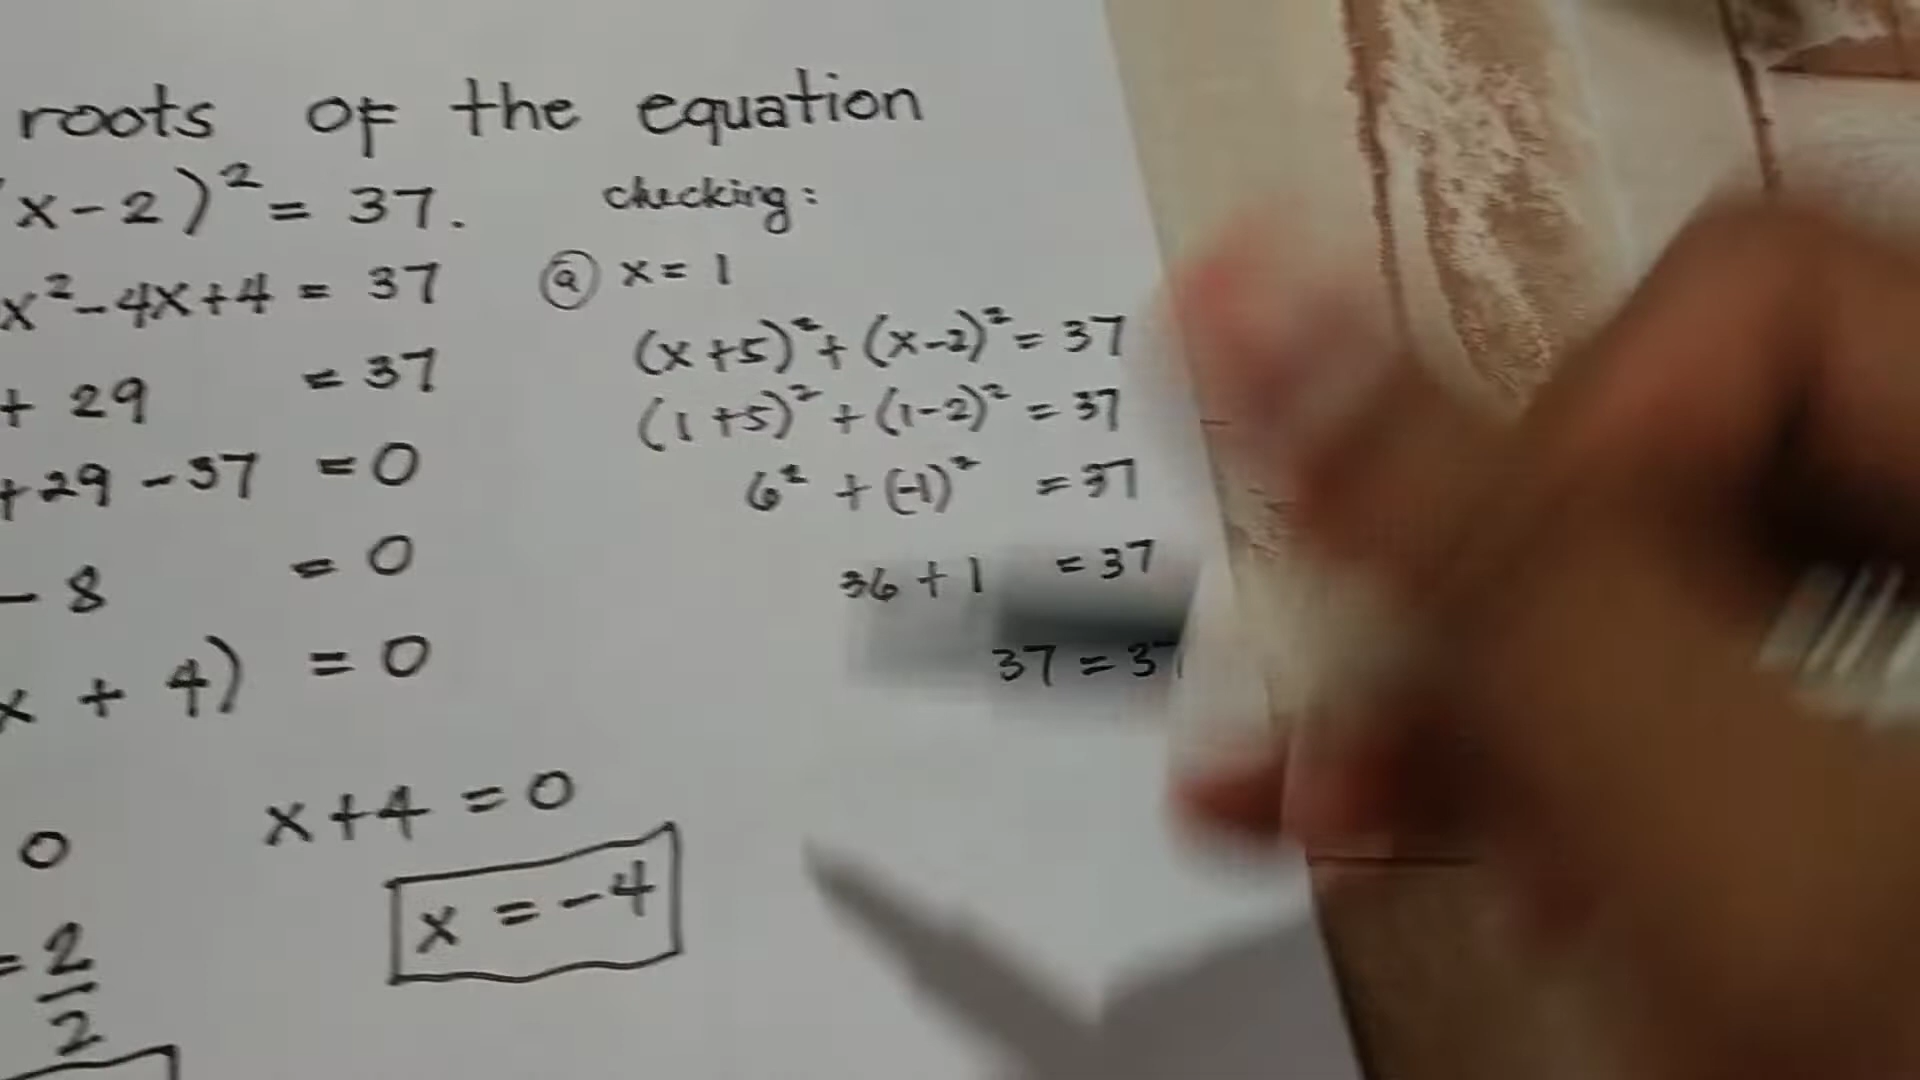 roots of the equation
x-2)² = 37.
x²-4x+4 = 37
+ 29 = 37
+29 -37 = 0
- 8 = 0
x + 4) = 0
0
x+4 = 0
= 2/2
x = -4
checking:
ⓐ x = 1
(x+5)² + (x-2)² = 37
(1+5)² + (1-2)² = 37
6² + (-1)² = 37
36 + 1 = 37
37 = 37